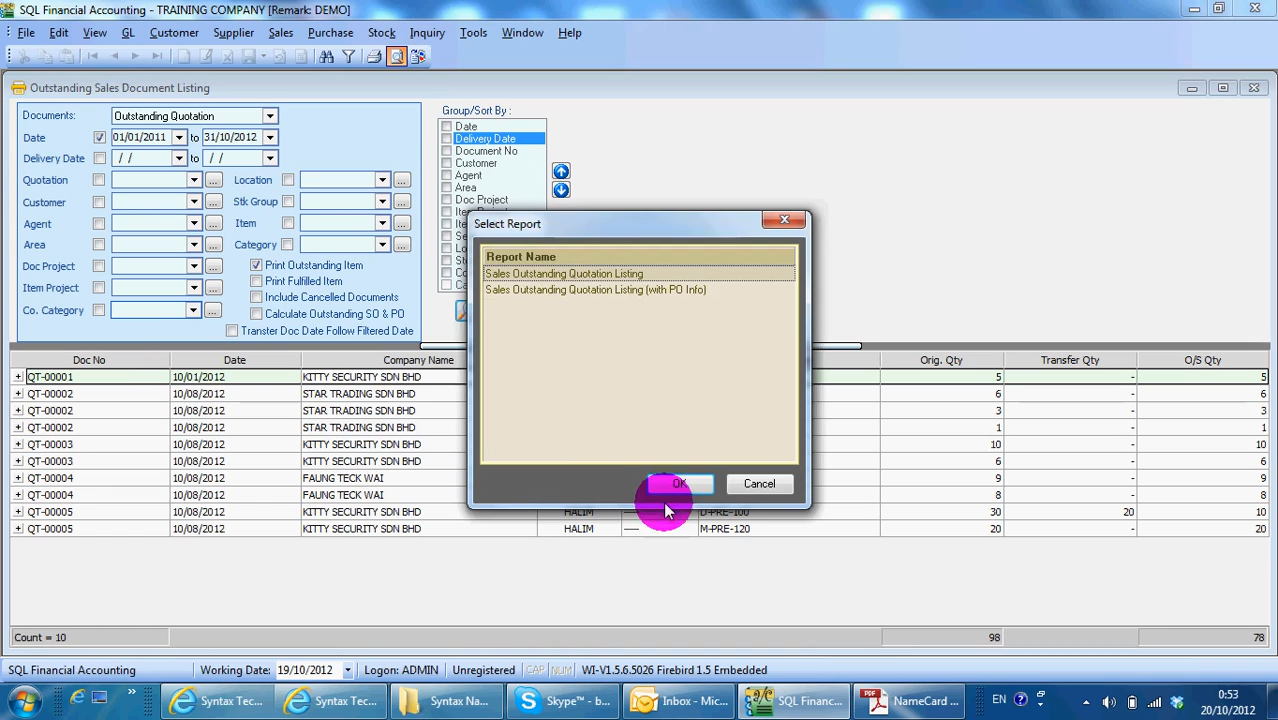 SQL Financial Accounting - TRAINING COMPANY [Remark: DEMO]
File Edit View GL Customer Supplier Sales Purchase Stock Inquiry Tools Window Help
Outstanding Sales Document Listing
Documents: Outstanding Quotation
Group/Sort By :
Date 01/01/2011 to 31/10/2012
Date
Delivery Date
Delivery Date / / to / /
Document No
Customer
Agent
Area
Doc Project
Quotation Location
Customer Stk Group
Agent Item
Area Category
Doc Project Print Outstanding Item
Print Fulfilled Item
Item Project Include Cancelled Documents
Co. Category Calculate Outstanding SO & PO
Transfer Doc Date Follow Filtered Date
Select Report
Report Name
Sales Outstanding Quotation Listing
Sales Outstanding Quotation Listing (with PO Info)
OK Cancel
Doc No Date Company Name Orig. Qty Transfer Qty O/S Qty
QT-00001 10/01/2012 KITTY SECURITY SDN BHD 5 - 5
QT-00002 10/08/2012 STAR TRADING SDN BHD 6 - 6
QT-00002 10/08/2012 STAR TRADING SDN BHD 3 - 3
QT-00002 10/08/2012 STAR TRADING SDN BHD 1 - 1
QT-00003 10/08/2012 KITTY SECURITY SDN BHD 10 - 10
QT-00003 10/08/2012 KITTY SECURITY SDN BHD 6 - 6
QT-00004 10/08/2012 FAUNG TECK WAI 9 - 9
QT-00004 10/08/2012 FAUNG TECK WAI 8 - 8
QT-00005 10/08/2012 KITTY SECURITY SDN BHD HALIM ---- D-PRE-100 30 20 10
QT-00005 10/08/2012 KITTY SECURITY SDN BHD HALIM ---- M-PRE-120 20 - 20
Count = 10 98 78
SQL Financial Accounting Working Date: 19/10/2012 Logon: ADMIN Unregistered CAP NUM WI-V1.5.6.5026 Firebird 1.5 Embedded
Syntax Tec... Syntax Tec... Syntax Na... Skype™ - b... Inbox - Mic... SQL Financ... NameCard ... EN 0:53
20/10/2012